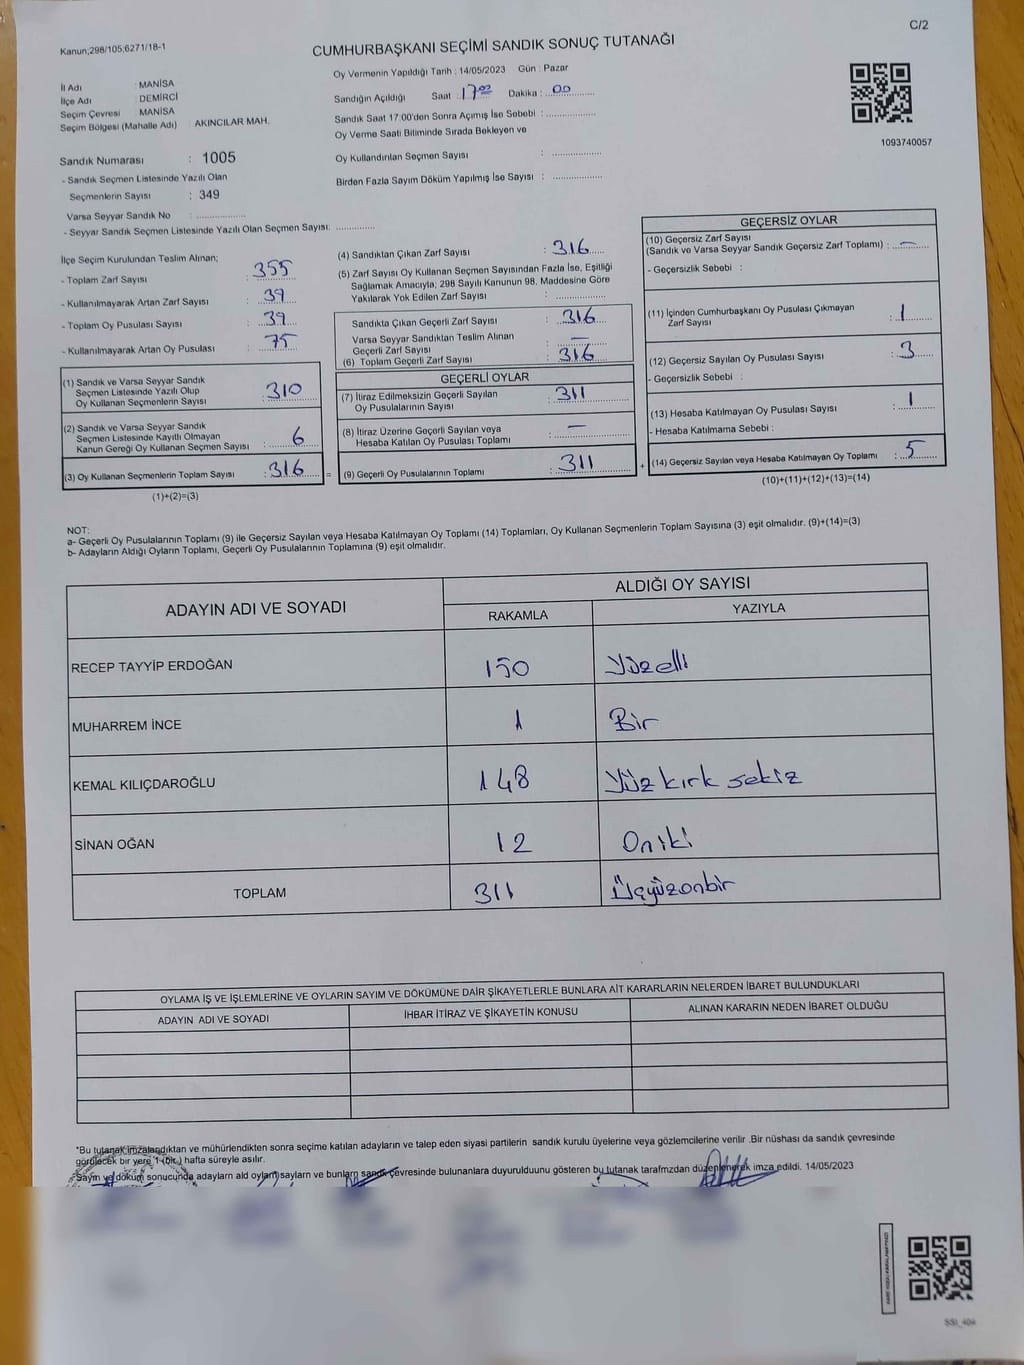 C/2
Kanun;298/105;6271/18-1
CUMHURBAŞKANI SEÇİMİ SANDIK SONUÇ TUTANAĞI
İl Adı : MANİSA
İlçe Adı : DEMİRCİ
Seçim Çevresi : MANİSA
Seçim Bölgesi (Mahalle Adı) : AKINCILAR MAH.
Sandık Numarası : 1005
- Sandık Seçmen Listesinde Yazılı Olan
Seçmenlerin Sayısı : 349
Varsa Seyyar Sandık No : ................
- Seyyar Sandık Seçmen Listesinde Yazılı Olan Seçmen Sayısı: .............
Oy Vermenin Yapıldığı Tarih : 14/05/2023 Gün : Pazar
Sandığın Açıldığı Saat : 17.00 Dakika : 00
Sandık Saat 17:00'den Sonra Açımış İse Sebebi : ................
Oy Verme Saati Bitiminde Sırada Bekleyen ve
Oy Kullandırılan Seçmen Sayısı : ................
Birden Fazla Sayım Döküm Yapılmış İse Sayısı : ................
1093740057
İlçe Seçim Kurulundan Teslim Alınan;
- Toplam Zarf Sayısı : 355
- Kullanılmayarak Artan Zarf Sayısı : 39
- Toplam Oy Pusulası Sayısı : 39
- Kullanılmayarak Artan Oy Pusulası : 75
(1) Sandık ve Varsa Seyyar Sandık
Seçmen Listesinde Yazılı Olup
Oy Kullanan Seçmenlerin Sayısı : 310
(2) Sandık ve Varsa Seyyar Sandık
Seçmen Listesinde Kayıtlı Olmayan
Kanun Gereği Oy Kullanan Seçmen Sayısı : 6
(3) Oy Kullanan Seçmenlerin Toplam Sayısı : 316 =
(1)+(2)=(3)
(4) Sandıktan Çıkan Zarf Sayısı : 316
(5) Zarf Sayısı Oy Kullanan Seçmen Sayısından Fazla İse, Eşitliği
Sağlamak Amacıyla; 298 Sayılı Kanunun 98. Maddesine Göre
Yakılarak Yok Edilen Zarf Sayısı : ................
Sandıkta Çıkan Geçerli Zarf Sayısı : 316
Varsa Seyyar Sandıktan Teslim Alınan
Geçerli Zarf Sayısı : —
(6) Toplam Geçerli Zarf Sayısı : 316
GEÇERLİ OYLAR
(7) İtiraz Edilmeksizin Geçerli Sayılan
Oy Pusulalarının Sayısı : 311
(8) İtiraz Üzerine Geçerli Sayılan veya
Hesaba Katılan Oy Pusulası Toplamı : —
(9) Geçerli Oy Pusulalarının Toplamı : 311 +
GEÇERSİZ OYLAR
(10) Geçersiz Zarf Sayısı
(Sandık ve Varsa Seyyar Sandık Geçersiz Zarf Toplamı) : —
- Geçersizlik Sebebi :
(11) İçinden Cumhurbaşkanı Oy Pusulası Çıkmayan
Zarf Sayısı : 1
(12) Geçersiz Sayılan Oy Pusulası Sayısı : 3
- Geçersizlik Sebebi :
(13) Hesaba Katılmayan Oy Pusulası Sayısı : 1
- Hesaba Katılmama Sebebi :
(14) Geçersiz Sayılan veya Hesaba Katılmayan Oy Toplamı : 5
(10)+(11)+(12)+(13)=(14)
NOT:
a- Geçerli Oy Pusulalarının Toplamı (9) ile Geçersiz Sayılan veya Hesaba Katılmayan Oy Toplamı (14) Toplamları, Oy Kullanan Seçmenlerin Toplam Sayısına (3) eşit olmalıdır. (9)+(14)=(3)
b- Adayların Aldığı Oyların Toplamı, Geçerli Oy Pusulalarının Toplamına (9) eşit olmalıdır.
ADAYIN ADI VE SOYADI
ALDIĞI OY SAYISI
RAKAMLA YAZIYLA
RECEP TAYYİP ERDOĞAN 150 Yüzelli
MUHARREM İNCE 1 Bir
KEMAL KILIÇDAROĞLU 148 Yüz kırk sekiz
SİNAN OĞAN 12 Oniki
TOPLAM 311 Üçyüzonbir
OYLAMA İŞ VE İŞLEMLERİNE VE OYLARIN SAYIM VE DÖKÜMÜNE DAİR ŞİKAYETLERLE BUNLARA AİT KARARLARIN NELERDEN İBARET BULUNDUKLARI
ADAYIN ADI VE SOYADI İHBAR İTİRAZ VE ŞİKAYETİN KONUSU ALINAN KARARIN NEDEN İBARET OLDUĞU
*Bu tutanak imzalandıktan ve mühürlendikten sonra seçime katılan adayların ve talep eden siyasi partilerin sandık kurulu üyelerine veya gözlemcilerine verilir .Bir nüshası da sandık çevresinde
görülecek bir yere 1 (bir) hafta süreyle asılır.
*Sayım ve döküm sonucunda adayların ald oyların sayların ve bunların sandık çevresinde bulunanlara duyurulduunu gösteren bu tutanak tarafmzdan düzenlenerek imza edildi. 14/05/2023
SSI_404